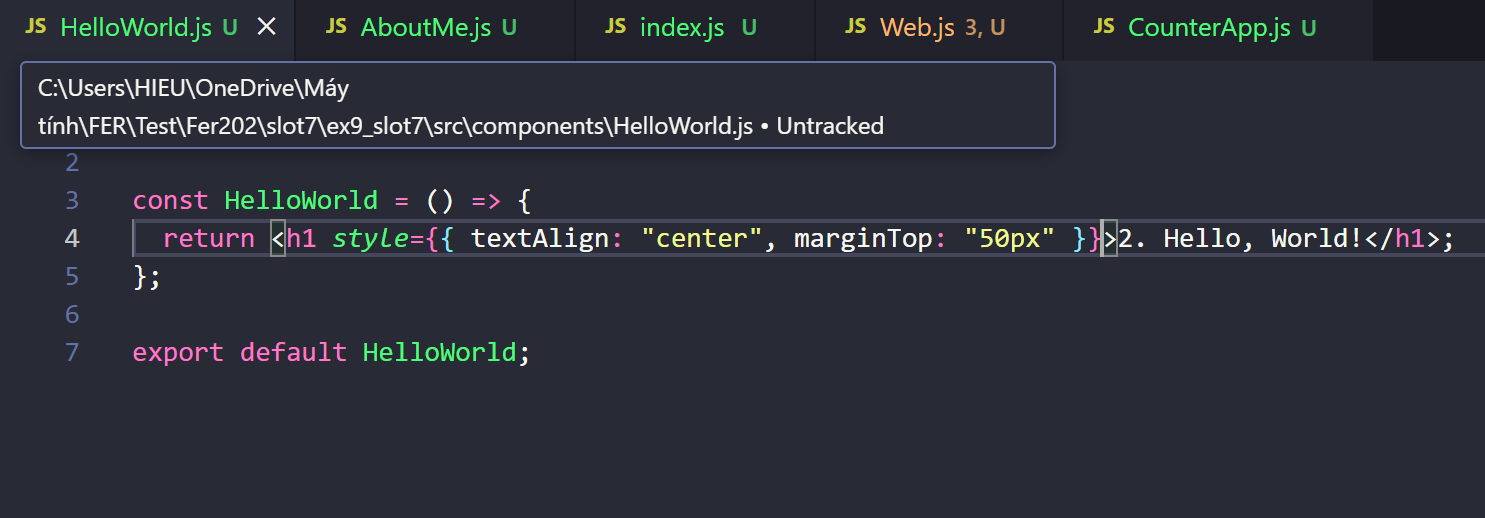 JS HelloWorld.js U × JS AboutMe.js U JS index.js U JS Web.js 3, U JS CounterApp.js U
C:\Users\HIEU\OneDrive\Máy
tính\FER\Test\Fer202\slot7\ex9_slot7\src\components\HelloWorld.js • Untracked
2
3 const HelloWorld = () => {
4 return <h1 style={{ textAlign: "center", marginTop: "50px" }}>2. Hello, World!</h1>;
5 };
6
7 export default HelloWorld;